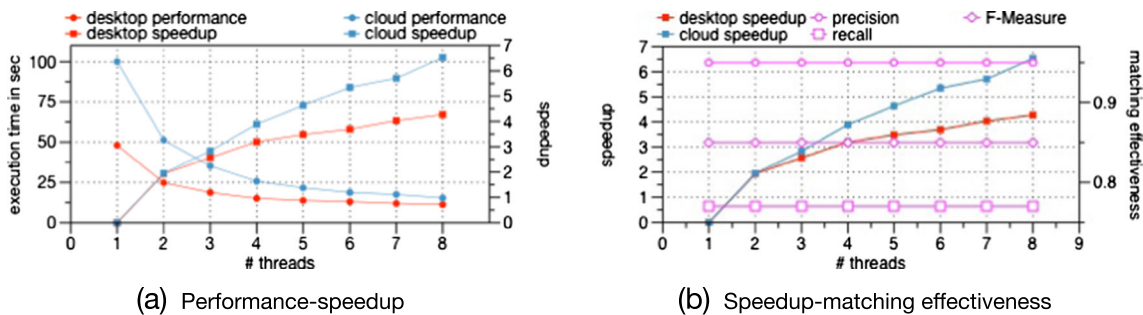 desktop performance cloud performance
desktop speedup cloud speedup
execution time in sec
100
75
50
25
0
7
6
5
4
3
2
1
0
speedup
0 1 2 3 4 5 6 7 8
# threads
(a) Performance-speedup
desktop speedup precision F-Measure
cloud speedup recall
speedup
7
6
5
4
3
2
1
0
0.9
0.8
matching effectiveness
0 1 2 3 4 5 6 7 8 9
# threads
(b) Speedup-matching effectiveness